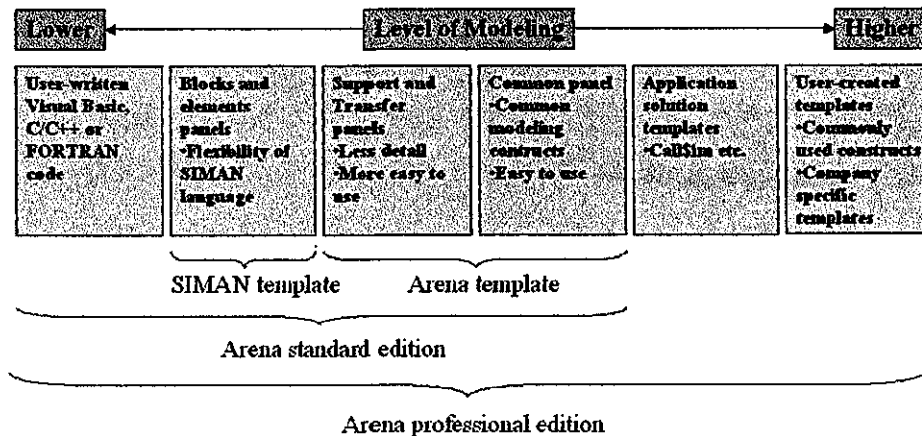 Lower
Level of Modeling
Higher
User-written
Visual Basic,
C/C++ or
FORTRAN
code
Blocks and
elements
panels
•Flexibility of
SIMAN
language
Support and
Transfer
panels
•Less detail
•More easy to
use
Common panel
•Common
modeling
contructs
•Easy to use
Application
solution
templates
•Call$im etc.
User-created
templates
•Commonly
used constructs
•Company
specific
templates
SIMAN template
Arena template
Arena standard edition
Arena professional edition